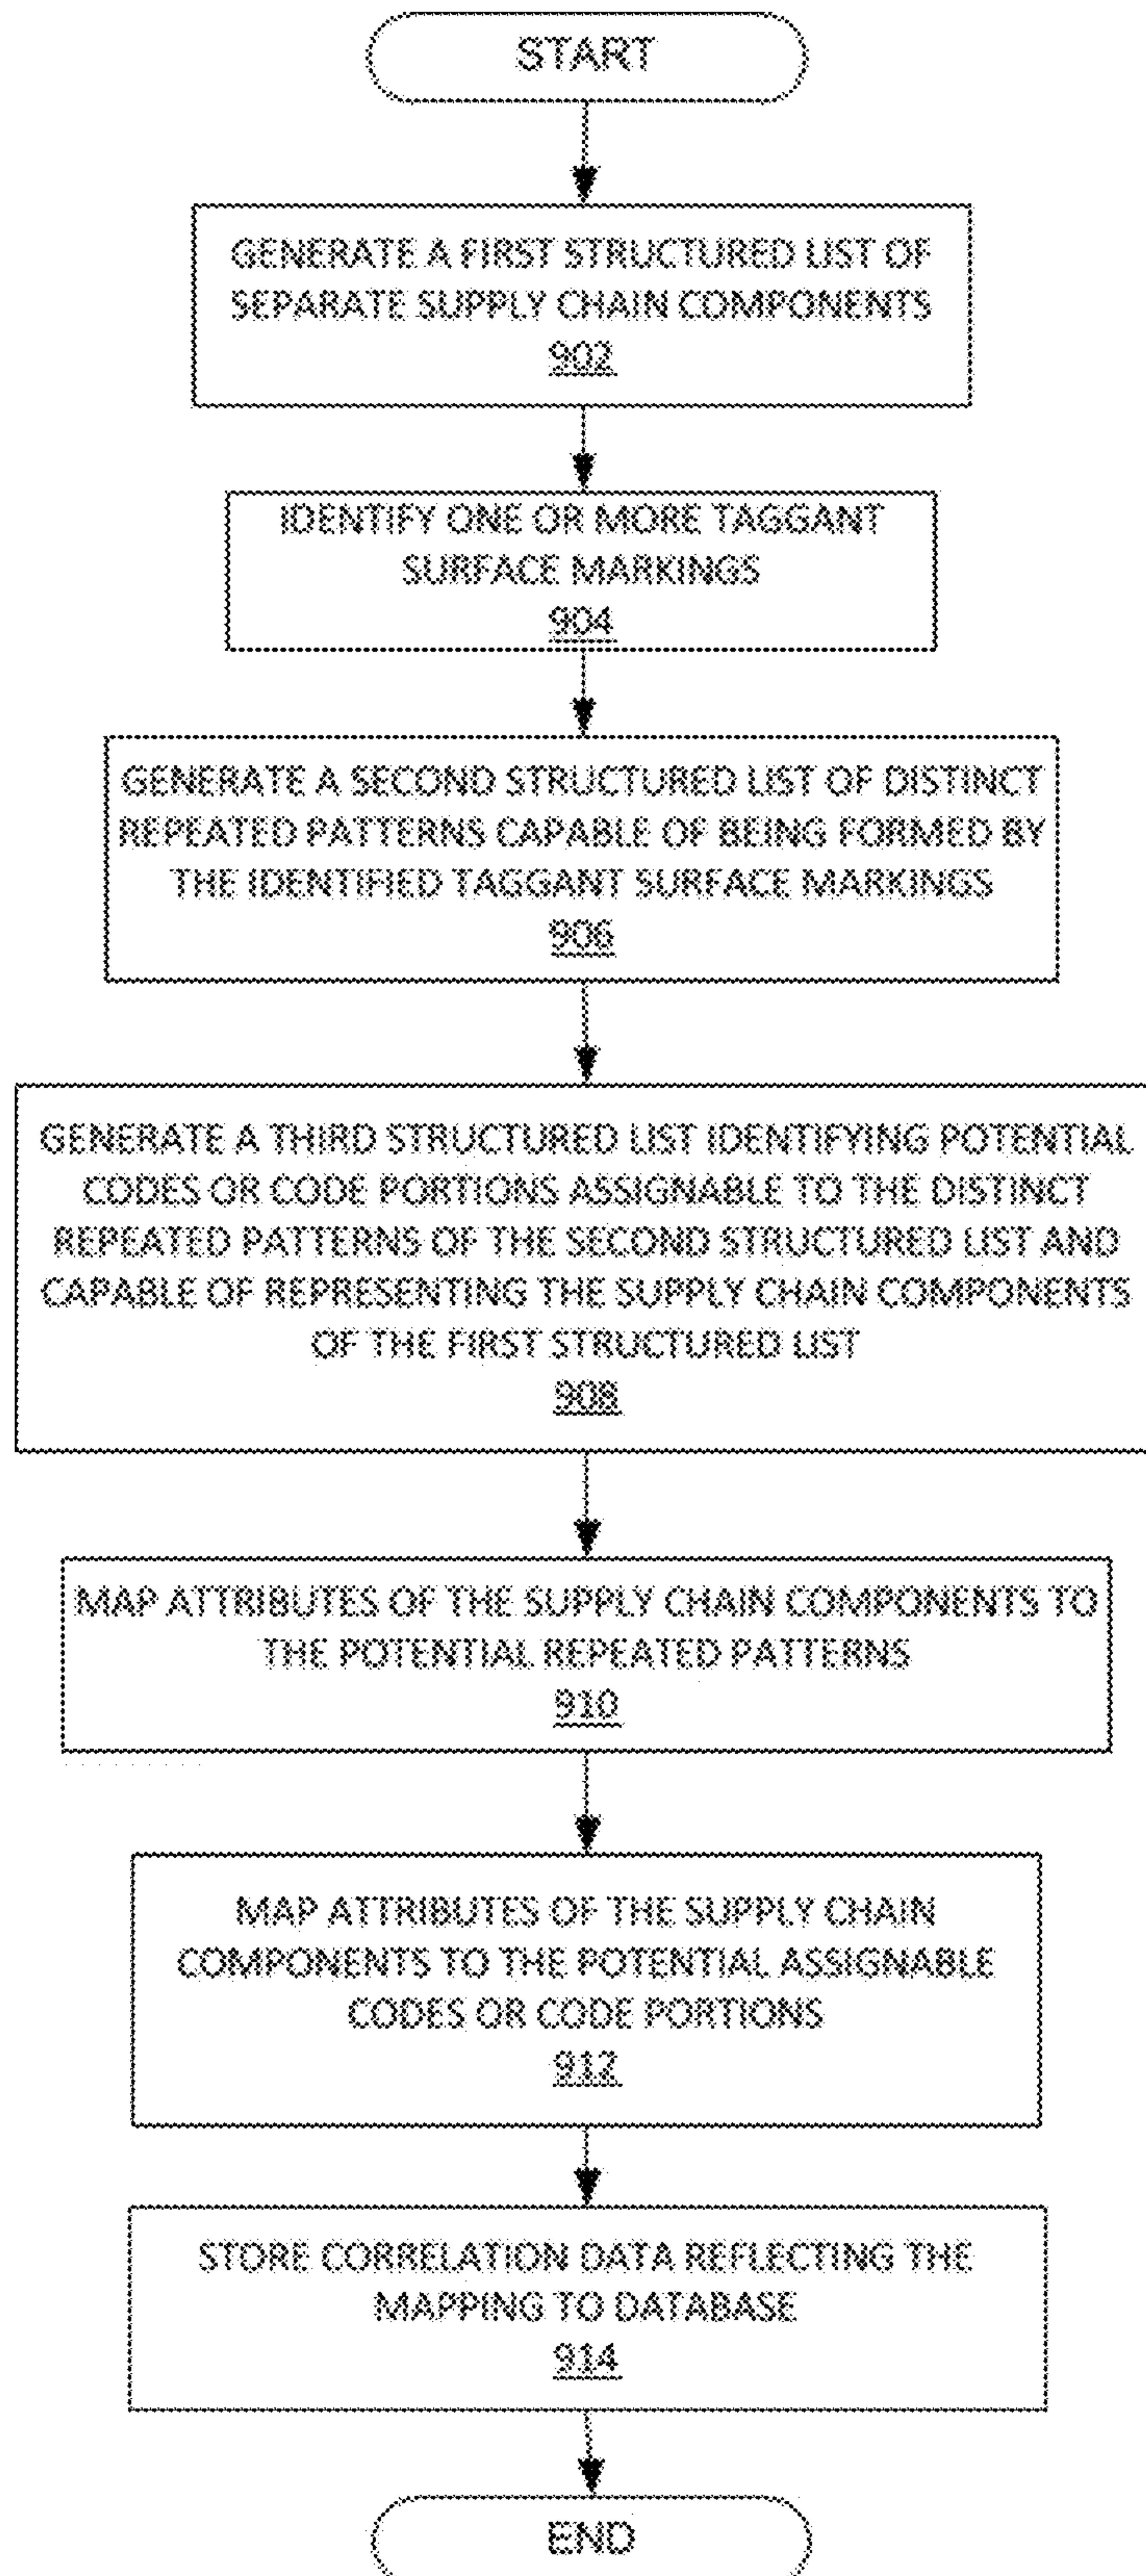 START
GENERATE A FIRST STRUCTURED LIST OF
SEPARATE SUPPLY CHAIN COMPONENTS
902
IDENTIFY ONE OR MORE TAGGANT
SURFACE MARKINGS
904
GENERATE A SECOND STRUCTURED LIST OF DISTINCT
REPEATED PATTERNS CAPABLE OF BEING FORMED BY
THE IDENTIFIED TAGGANT SURFACE MARKINGS
906
GENERATE A THIRD STRUCTURED LIST IDENTIFYING POTENTIAL
CODES OR CODE PORTIONS ASSIGNABLE TO THE DISTINCT
REPEATED PATTERNS OF THE SECOND STRUCTURED LIST AND
CAPABLE OF REPRESENTING THE SUPPLY CHAIN COMPONENTS
OF THE FIRST STRUCTURED LIST
908
MAP ATTRIBUTES OF THE SUPPLY CHAIN COMPONENTS TO
THE POTENTIAL REPEATED PATTERNS
910
MAP ATTRIBUTES OF THE SUPPLY CHAIN
COMPONENTS TO THE POTENTIAL ASSIGNABLE
CODES OR CODE PORTIONS
912
STORE CORRELATION DATA REFLECTING THE
MAPPING TO DATABASE
914
END